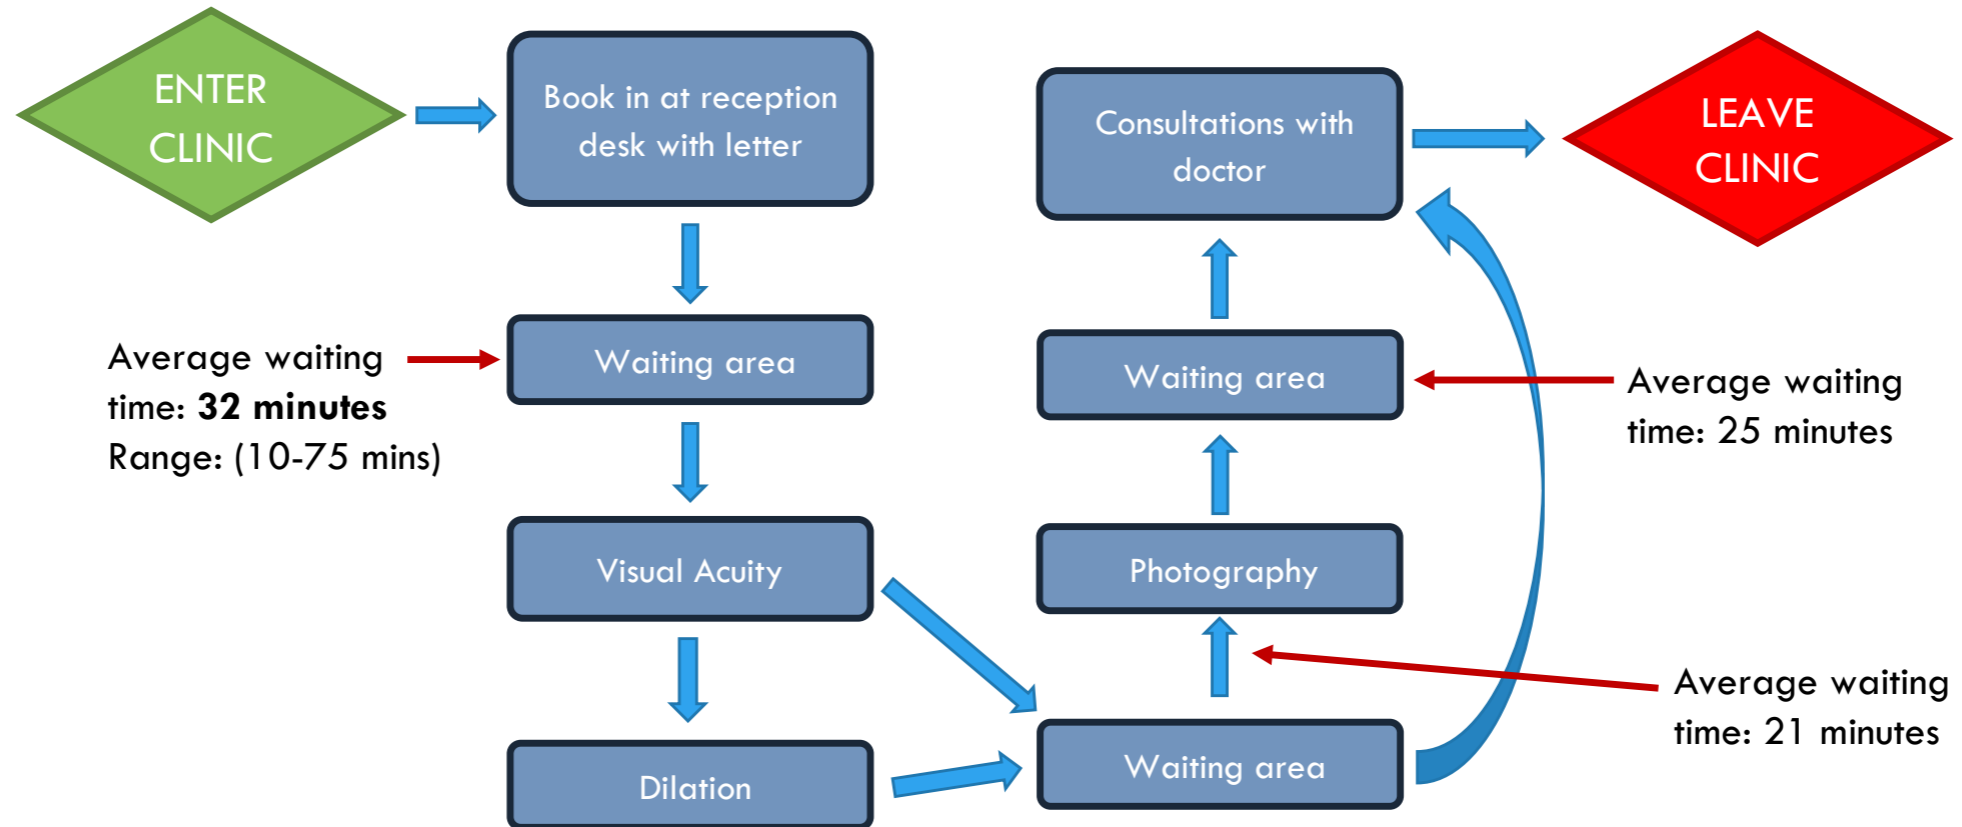 ENTER
CLINIC
Book in at reception
desk with letter
Waiting area
Average waiting
time: 32 minutes
Range: (10-75 mins)
Visual Acuity
Dilation
Waiting area
Average waiting
time: 21 minutes
Photography
Waiting area
Average waiting
time: 25 minutes
Consultations with
doctor
LEAVE
CLINIC